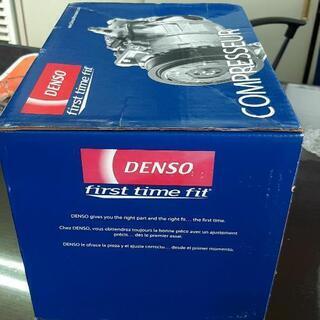 DENSO
first time fit
COMPRESSEUR
DENSO
first time fit
DENSO gives you the right part and the right fit... the first time.
Chez DENSO, vous obtiendrez toujours la bonne pièce avec un ajustement
précis... dès le premier essai.
DENSO le ofrece la pieza y el ajuste correcto... desde el primer momento.